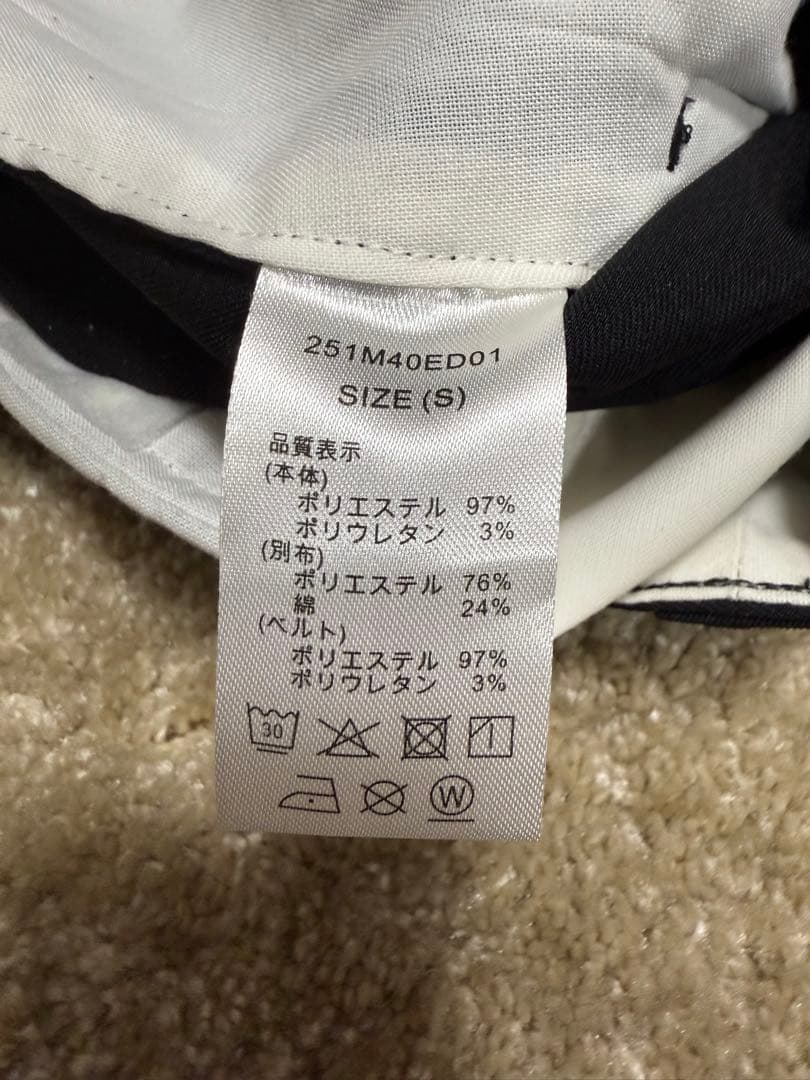 251M40ED01
SIZE (S)
品質表示
(本体)
ポリエステル 97%
ポリウレタン 3%
(別布)
ポリエステル 76%
綿 24%
(ベルト)
ポリエステル 97%
ポリウレタン 3%
30
W